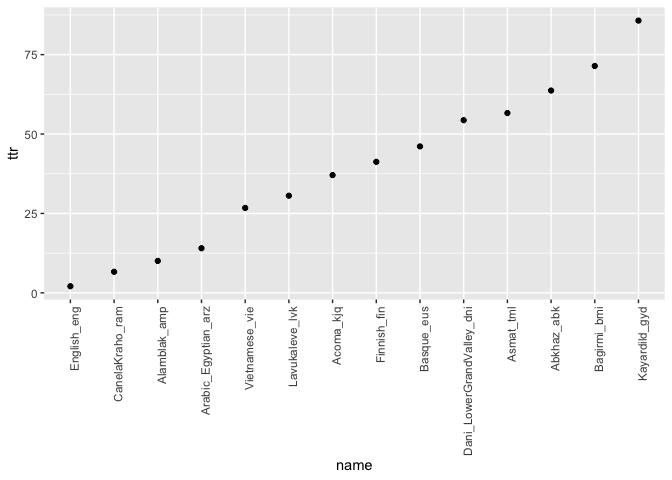 75
50
25
0
ttr
English_eng
CanelaKraho_ram
Alamblak_amp
Arabic_Egyptian_arz
Vietnamese_vie
Lavukaleve_lvk
Acoma_kjq
Finnish_fin
Basque_eus
Dani_LowerGrandValley_dni
Asmat_tml
Abkhaz_abk
Bagirmi_bmi
Kayardild_gyd
name